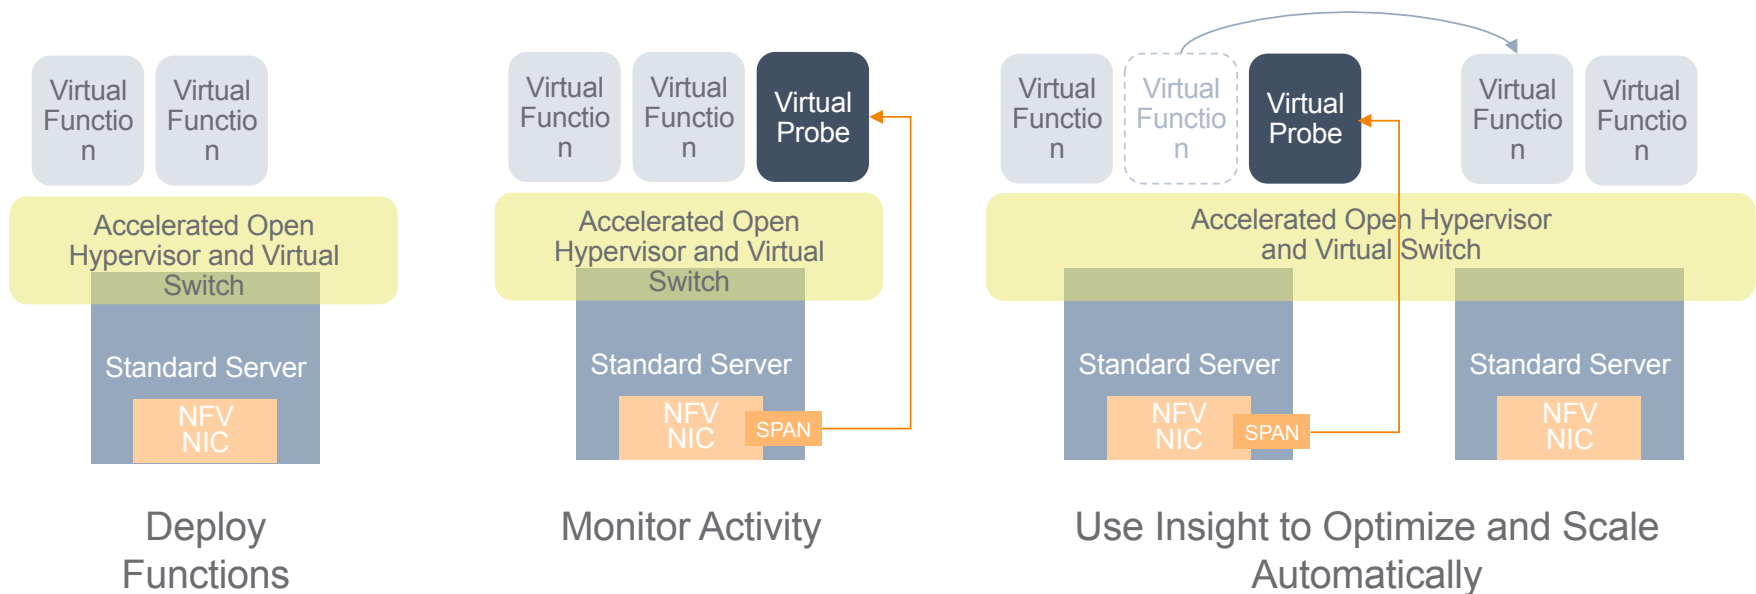 Virtual
Functio
n
Virtual
Functio
n
Accelerated Open
Hypervisor and Virtual
Switch
Standard Server
NFV
NIC
Deploy
Functions
Virtual
Functio
n
Virtual
Functio
n
Virtual
Probe
Accelerated Open
Hypervisor and Virtual
Switch
Standard Server
NFV
NIC
SPAN
Monitor Activity
Virtual
Functio
n
Virtual
Functio
n
Virtual
Probe
Virtual
Functio
n
Virtual
Functio
n
Accelerated Open Hypervisor
and Virtual Switch
Standard Server
NFV
NIC
SPAN
Standard Server
NFV
NIC
Use Insight to Optimize and Scale
Automatically